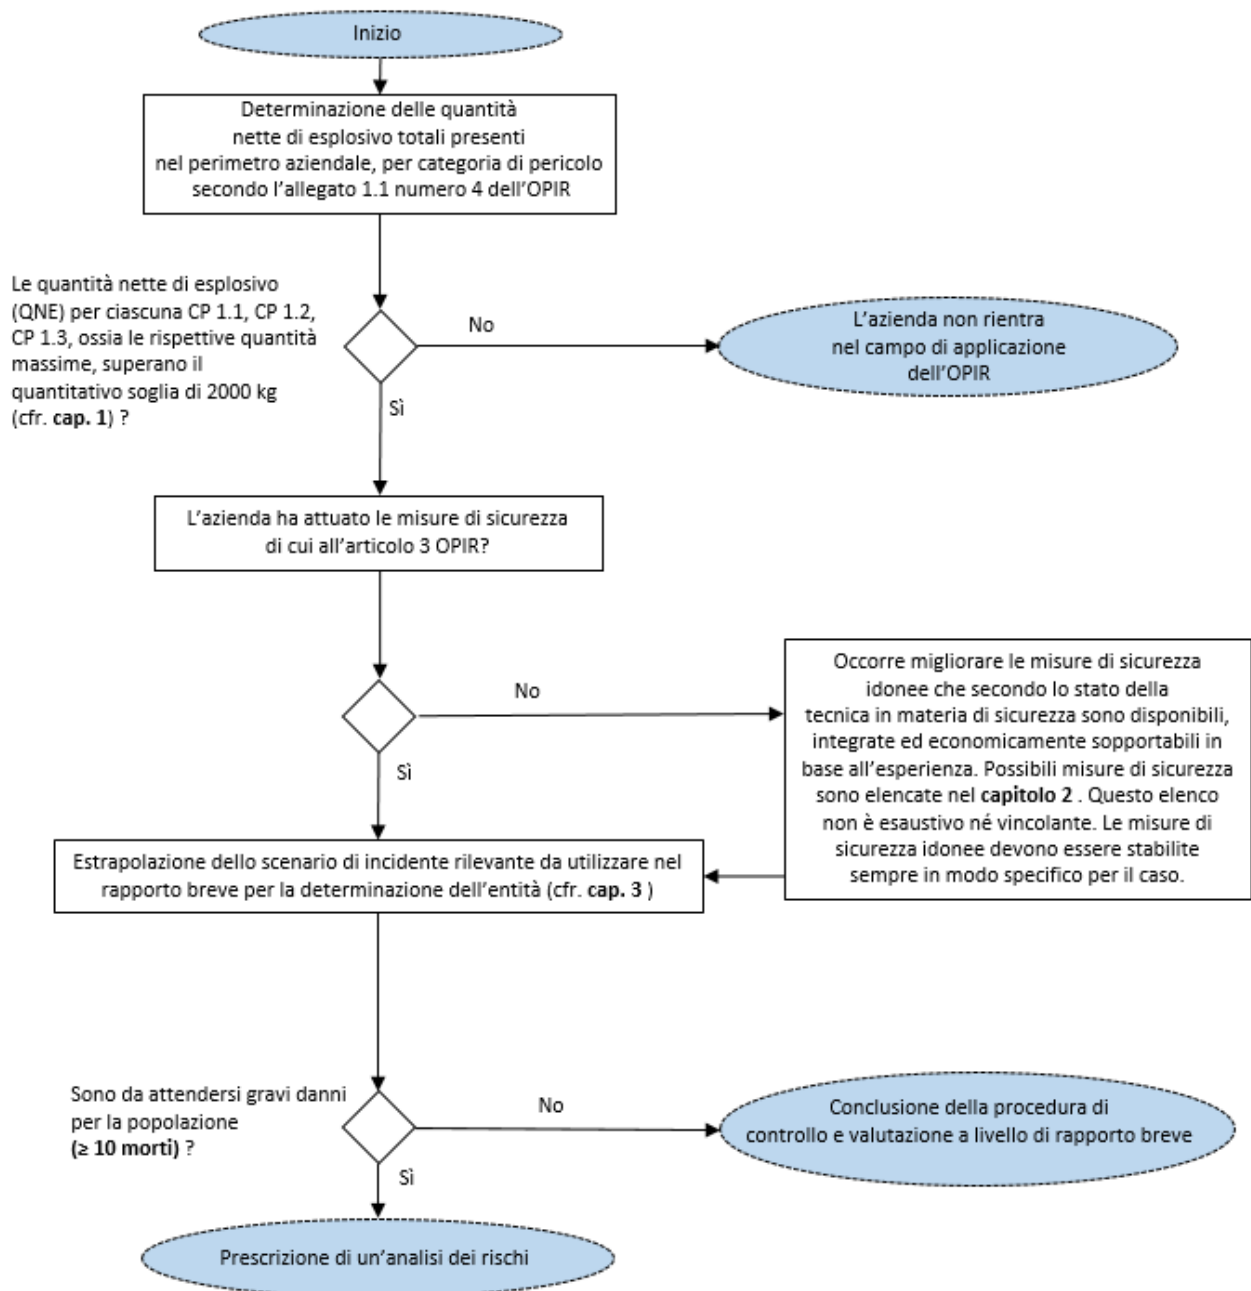 Inizio
Determinazione delle quantità
nette di esplosivo totali presenti
nel perimetro aziendale, per categoria di pericolo
secondo l'allegato 1.1 numero 4 dell'OPIR
Le quantità nette di esplosivo
(QNE) per ciascuna CP 1.1, CP 1.2,
CP 1.3, ossia le rispettive quantità
massime, superano il
quantitativo soglia di 2000 kg
(cfr. cap. 1) ?
No
L'azienda non rientra
nel campo di applicazione
dell'OPIR
Sì
L'azienda ha attuato le misure di sicurezza
di cui all'articolo 3 OPIR?
No
Occorre migliorare le misure di sicurezza
idonee che secondo lo stato della
tecnica in materia di sicurezza sono disponibili,
integrate ed economicamente sopportabili in
base all'esperienza. Possibili misure di sicurezza
sono elencate nel capitolo 2 . Questo elenco
non è esaustivo né vincolante. Le misure di
sicurezza idonee devono essere stabilite
sempre in modo specifico per il caso.
Sì
Estrapolazione dello scenario di incidente rilevante da utilizzare nel
rapporto breve per la determinazione dell'entità (cfr. cap. 3 )
Sono da attendersi gravi danni
per la popolazione
(≥ 10 morti) ?
No
Conclusione della procedura di
controllo e valutazione a livello di rapporto breve
Sì
Prescrizione di un'analisi dei rischi